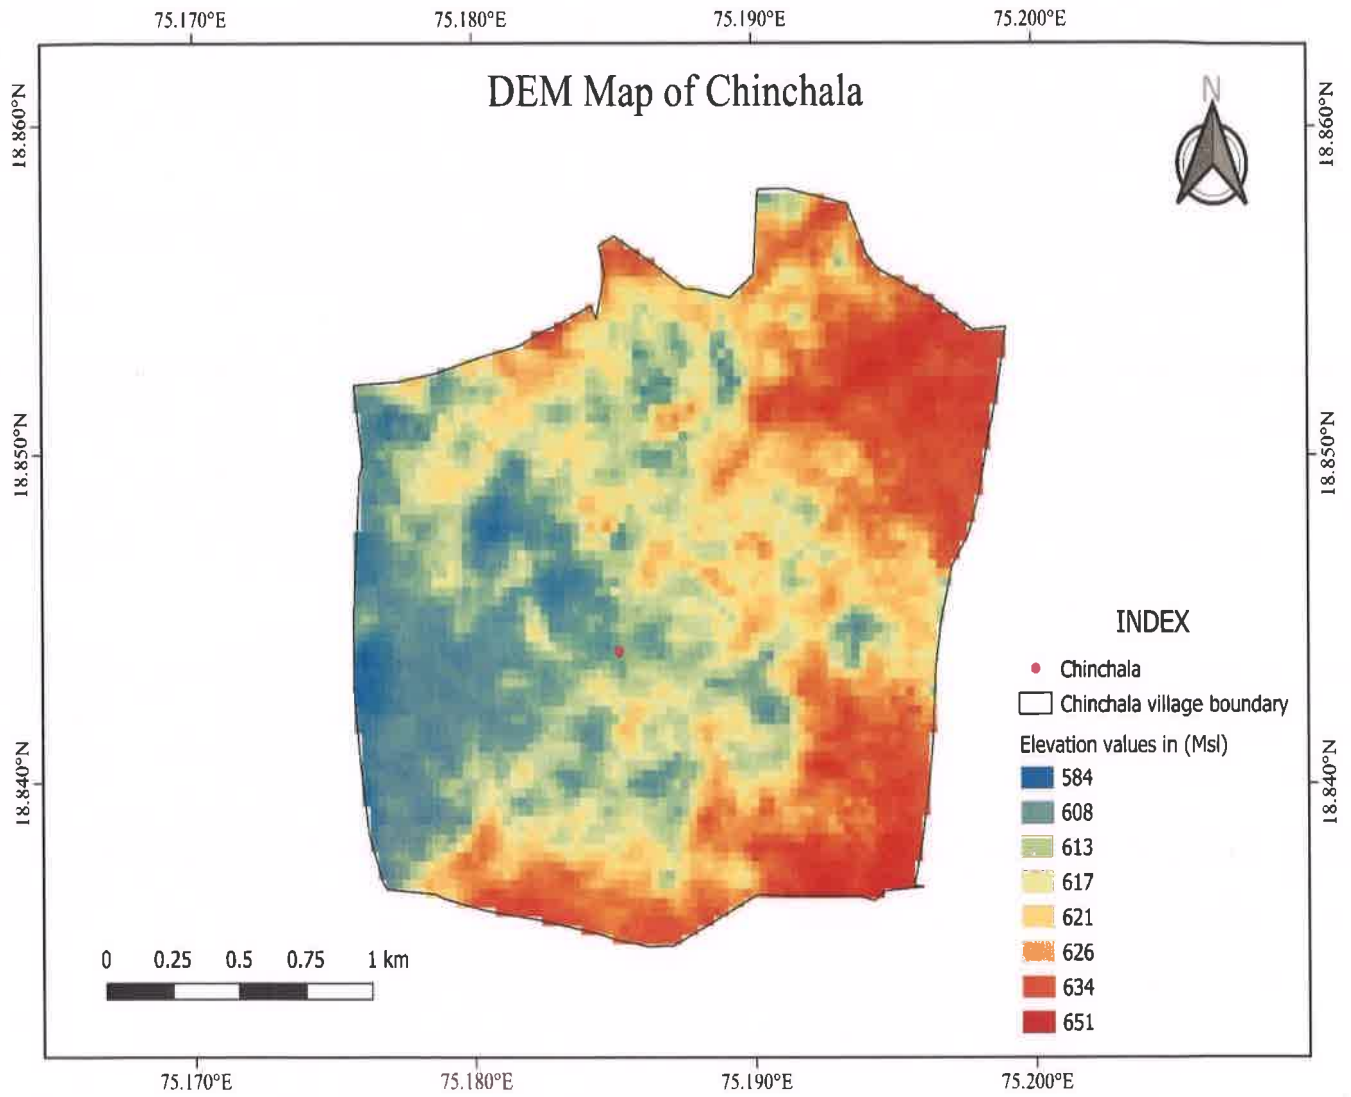 75.170°E 75.180°E 75.190°E 75.200°E
DEM Map of Chinchala
N
18.860°N 18.860°N
18.850°N 18.850°N
18.840°N 18.840°N
INDEX
Chinchala
Chinchala village boundary
Elevation values in (Msl)
584
608
613
617
621
626
634
651
0 0.25 0.5 0.75 1 km
75.170°E 75.180°E 75.190°E 75.200°E